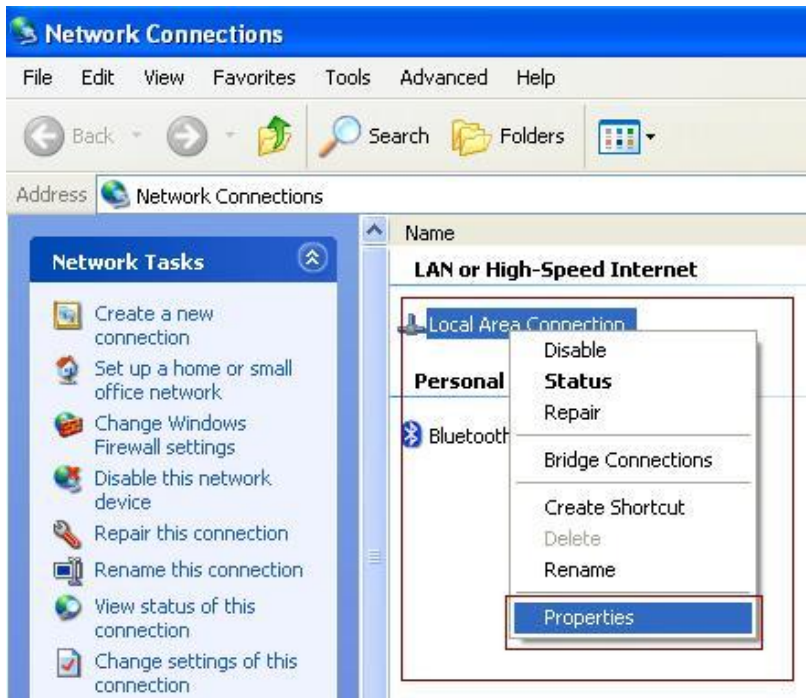 Network Connections
File Edit View Favorites Tools Advanced Help
Back Search Folders
Address Network Connections
Network Tasks
Create a new
connection
Set up a home or small
office network
Change Windows
Firewall settings
Disable this network
device
Repair this connection
Rename this connection
View status of this
connection
Change settings of this
connection
Name
LAN or High-Speed Internet
Local Area Connection
Personal
Bluetooth
Disable
Status
Repair
Bridge Connections
Create Shortcut
Delete
Rename
Properties